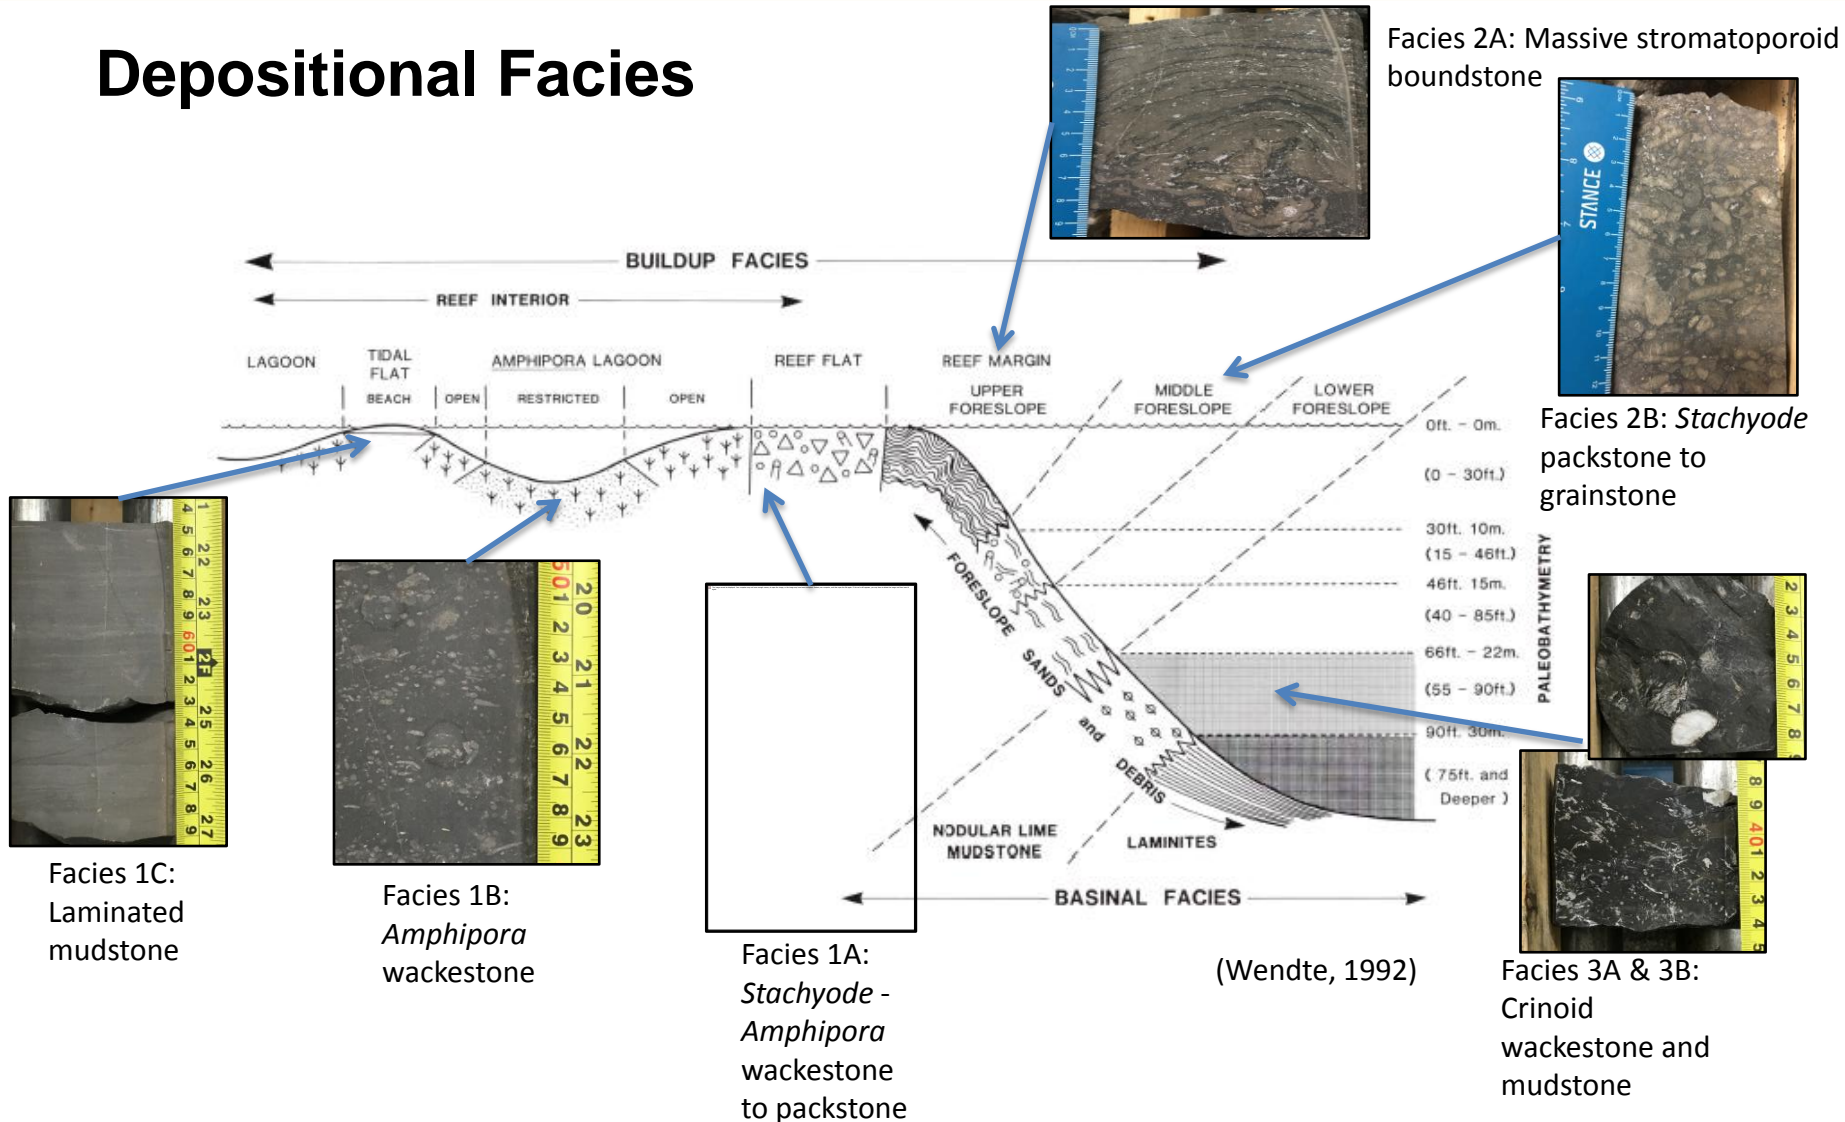 Depositional Facies
Facies 2A: Massive stromatoporoid
boundstone
STANCE
BUILDUP FACIES
REEF INTERIOR
LAGOON
TIDAL
FLAT
BEACH
AMPHIPORA LAGOON
OPEN
RESTRICTED
OPEN
REEF FLAT
REEF MARGIN
UPPER
FORESLOPE
MIDDLE
FORESLOPE
LOWER
FORESLOPE
0ft. - 0m.
(0 - 30ft.)
30ft. 10m.
(15 - 46ft.)
46ft. 15m.
(40 - 85ft.)
66ft. - 22m.
(55 - 90ft.)
90ft. 30m.
( 75ft. and
Deeper )
PALEOBATHYMETRY
FORESLOPE
SANDS
and
DEBRIS
NODULAR LIME
MUDSTONE
LAMINITES
BASINAL FACIES
Facies 2B: Stachyode
packstone to
grainstone
Facies 1C:
Laminated
mudstone
Facies 1B:
Amphipora
wackestone
Facies 1A:
Stachyode -
Amphipora
wackestone
to packstone
(Wendte, 1992)
Facies 3A & 3B:
Crinoid
wackestone and
mudstone